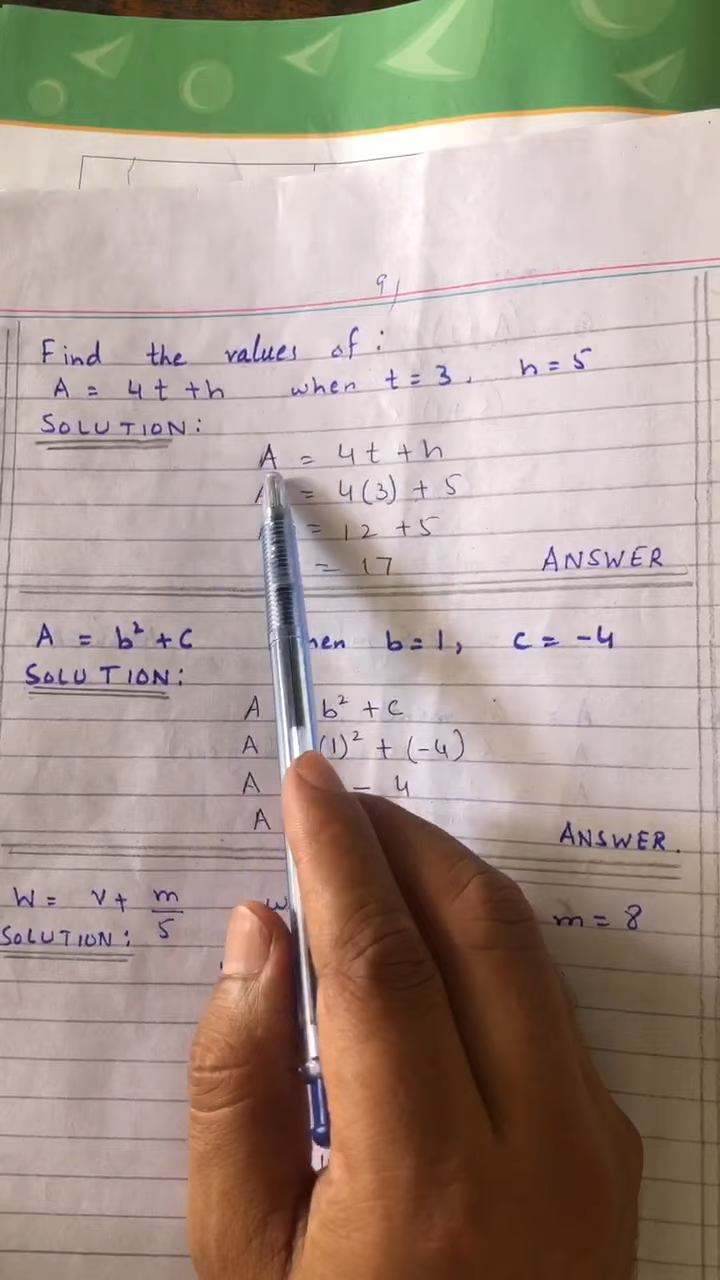 9/
Find the values of :
A = 4t + h when t = 3, h = 5
SOLUTION:
A = 4t + h
= 4(3) + 5
= 12 + 5
= 17 ANSWER
A = b² + c b = 1, c = -4
SOLUTION:
A b² + c
A (1)² + (-4)
A - 4
A ANSWER.
W = v + m/5 m = 8
SOLUTION: